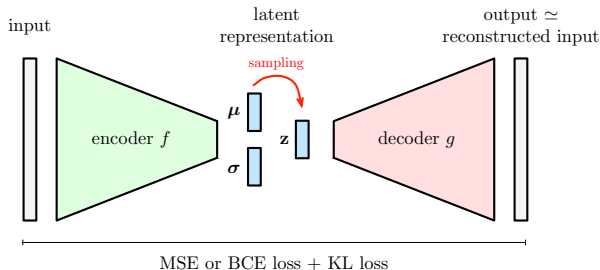 input
latent
representation
output ≃
reconstructed input
sampling
μ
encoder f
z
decoder g
σ
MSE or BCE loss + KL loss